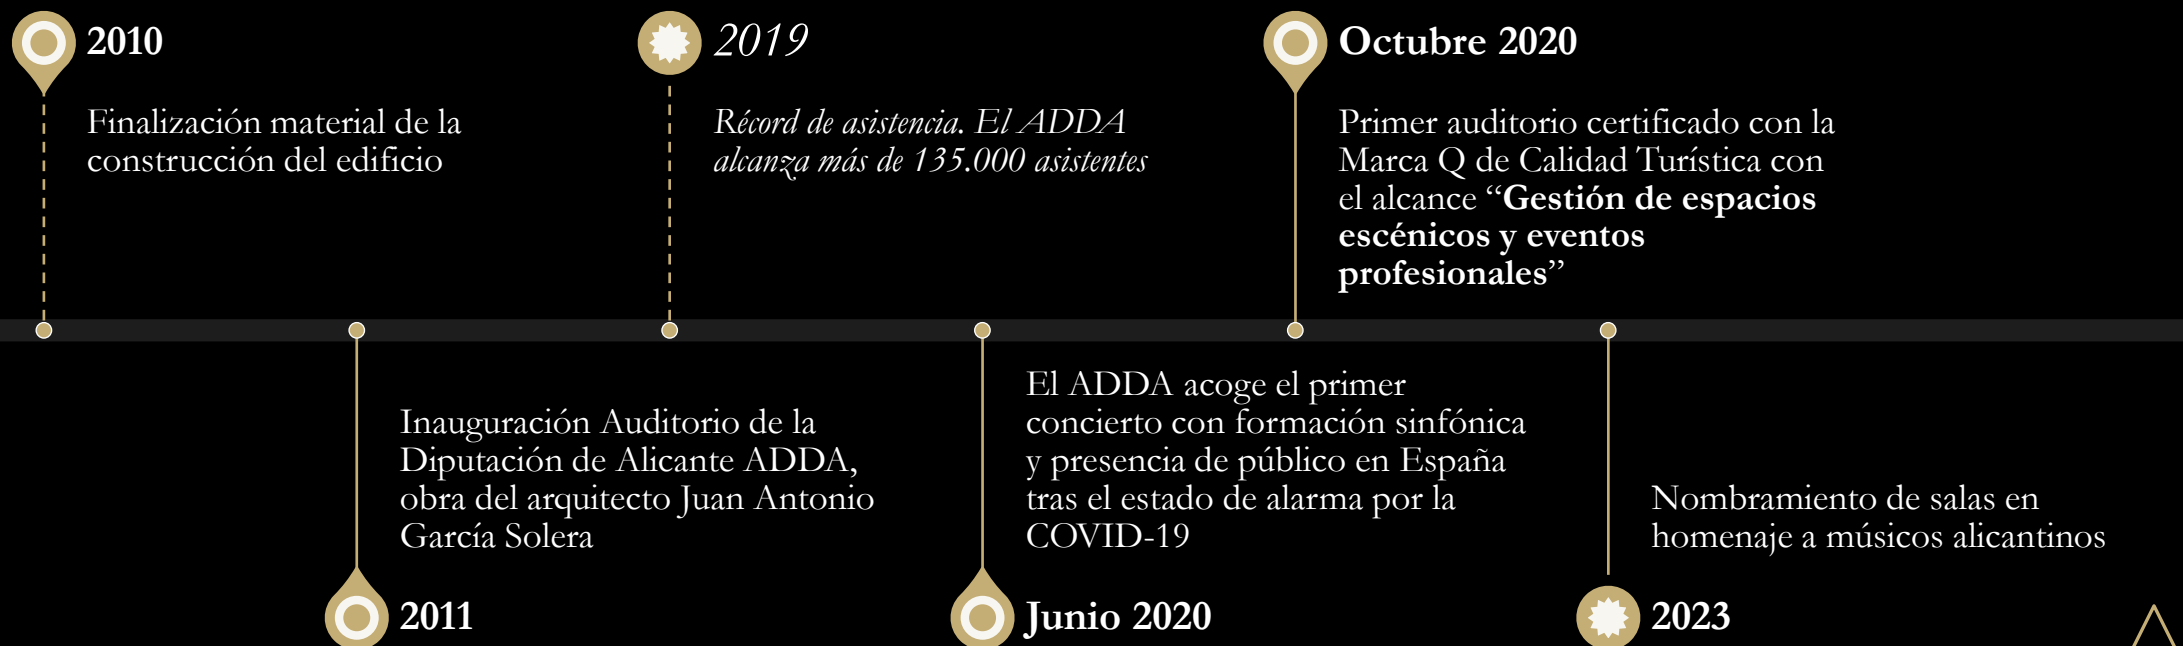 2010
Finalización material de la
construcción del edificio
Inauguración Auditorio de la
Diputación de Alicante ADDA,
obra del arquitecto Juan Antonio
García Solera
2011
2019
Récord de asistencia. El ADDA
alcanza más de 135.000 asistentes
El ADDA acoge el primer
concierto con formación sinfónica
y presencia de público en España
tras el estado de alarma por la
COVID-19
Junio 2020
Octubre 2020
Primer auditorio certificado con la
Marca Q de Calidad Turística con
el alcance “Gestión de espacios
escénicos y eventos
profesionales”
Nombramiento de salas en
homenaje a músicos alicantinos
2023